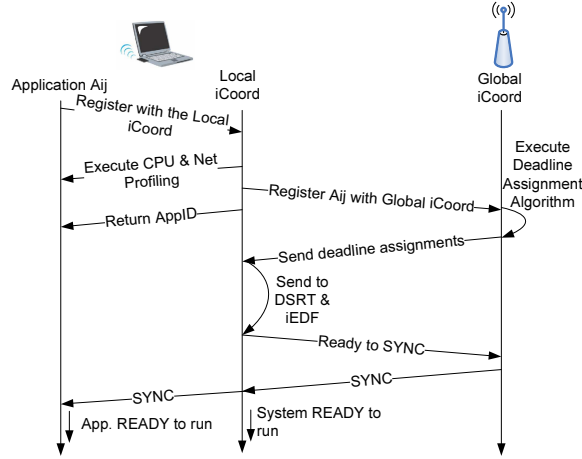 Application Aij
Local
iCoord
Global
iCoord
Register with the Local
iCoord
Execute CPU & Net
Profiling
Register Aij with Global iCoord
Execute
Deadline
Assignment
Algorithm
Return AppID
Send deadline assignments
Send to
DSRT &
iEDF
Ready to SYNC
SYNC
SYNC
App. READY to run
System READY to
run